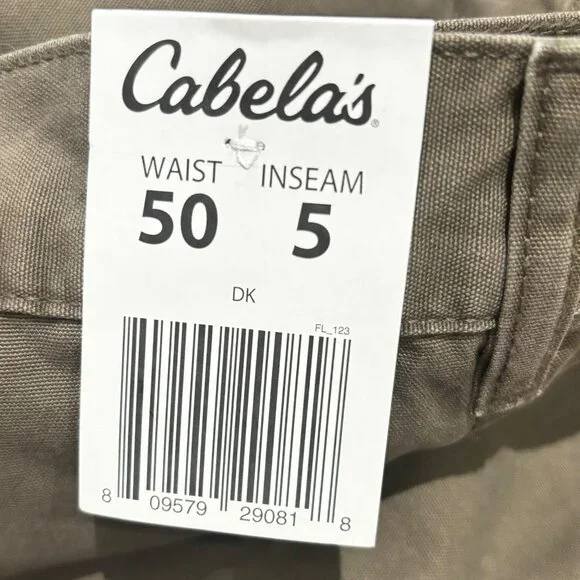 Cabela's®
WAIST INSEAM
50 5
DK
FL_123
8 09579 29081 8